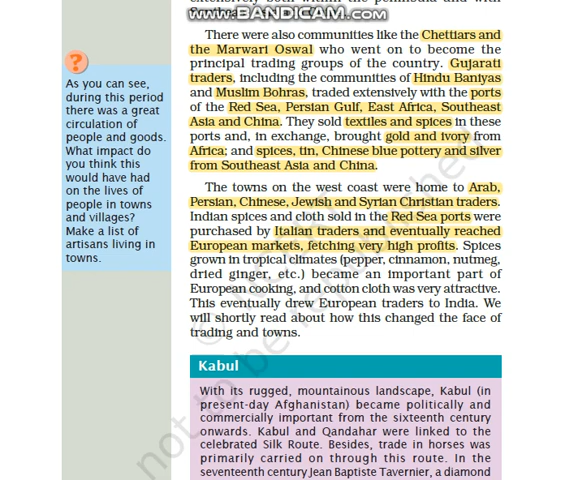 extensively both within the peninsula and with
WWW.BANDICAM.COM
There were also communities like the Chettiars and
the Marwari Oswal who went on to become the
principal trading groups of the country. Gujarati
traders, including the communities of Hindu Baniyas
and Muslim Bohras, traded extensively with the ports
of the Red Sea, Persian Gulf, East Africa, Southeast
Asia and China. They sold textiles and spices in these
ports and, in exchange, brought gold and ivory from
Africa; and spices, tin, Chinese blue pottery and silver
from Southeast Asia and China.
The towns on the west coast were home to Arab,
Persian, Chinese, Jewish and Syrian Christian traders.
Indian spices and cloth sold in the Red Sea ports were
purchased by Italian traders and eventually reached
European markets, fetching very high profits. Spices
grown in tropical climates (pepper, cinnamon, nutmeg,
dried ginger, etc.) became an important part of
European cooking, and cotton cloth was very attractive.
This eventually drew European traders to India. We
will shortly read about how this changed the face of
trading and towns.
?
As you can see,
during this period
there was a great
circulation of
people and goods.
What impact do
you think this
would have had
on the lives of
people in towns
and villages?
Make a list of
artisans living in
towns.
Kabul
With its rugged, mountainous landscape, Kabul (in
present-day Afghanistan) became politically and
commercially important from the sixteenth century
onwards. Kabul and Qandahar were linked to the
celebrated Silk Route. Besides, trade in horses was
primarily carried on through this route. In the
seventeenth century Jean Baptiste Tavernier, a diamond
not to be republished